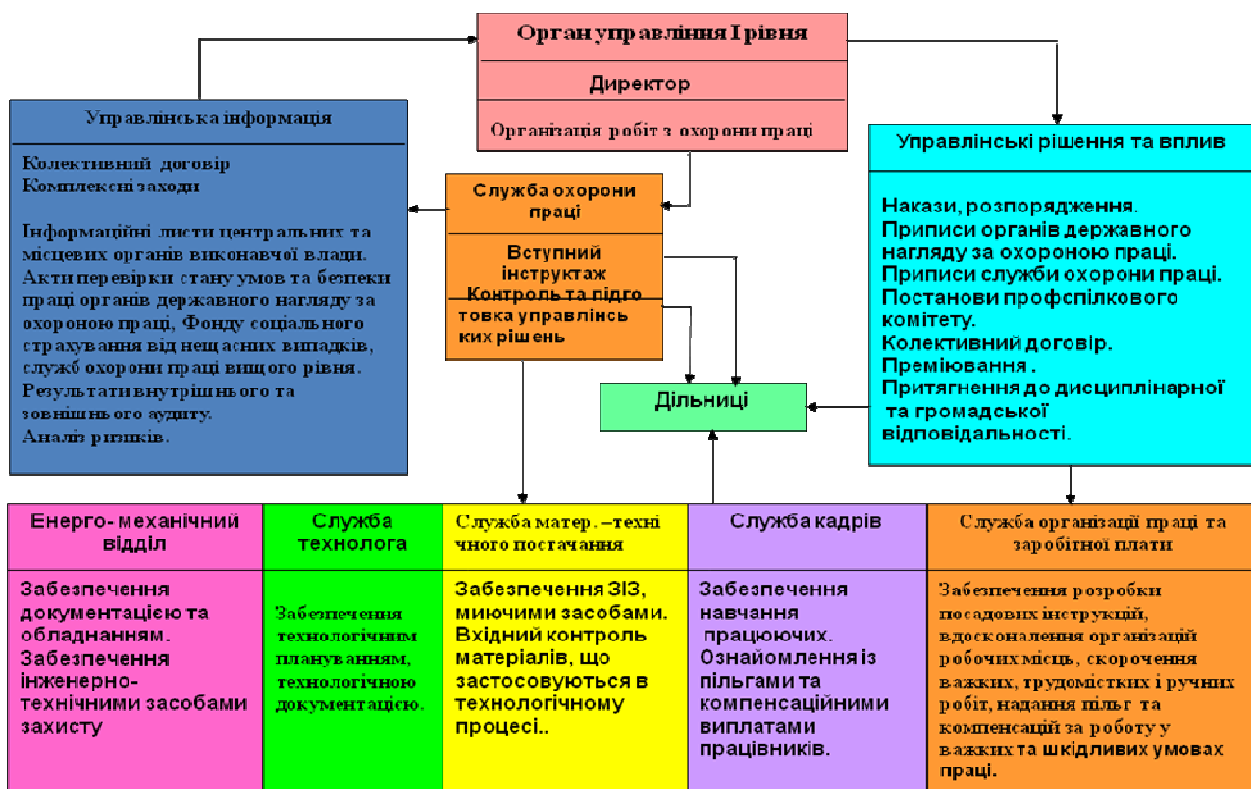 Орган управління І рівня
Директор
Організація робіт з охорони праці
Управлінська інформація
Колективний договір
Комплексні заходи
Інформаційні листи центральних та
місцевих органів виконавчої влади.
Акти перевірки стану умов та безпеки
праці органів державного нагляду за
охороною праці, Фонду соціального
страхування від нещасних випадків,
служб охорони праці вищого рівня.
Результати внутрішнього та
зовнішнього аудиту.
Аналіз ризиків.
Служба охорони
праці
Вступний
інструктаж
Контроль та підго
товка управлінсь
ких рішень
Управлінські рішення та вплив
Накази, розпорядження.
Приписи органів державного
нагляду за охороною праці.
Приписи служби охорони праці.
Постанови профспілкового
комітету.
Колективний договір.
Преміювання .
Притягнення до дисциплінарної
та громадської
відповідальності.
Дільниці
Енерго- механічний
відділ
Забезпечення
документацією та
обладнанням.
Забезпечення
інженерно-
технічними засобами
захисту
Служба
технолога
Забезпечення
технологічним
плануванням,
технологічною
документацією.
Служба матер. –техні
чного постачання
Забезпечення ЗІЗ,
миючими засобами.
Вхідний контроль
матеріалів, що
застосовуються в
технологічному
процесі..
Служба кадрів
Забезпечення
навчання
працюючих.
Ознайомлення із
пільгами та
компенсаційними
виплатами
працівників.
Служба організації праці та
заробітної плати
Забезпечення розробки
посадових інструкцій,
вдосконалення організацій
робочих місць, скорочення
важких, трудомістких і ручних
робіт, надання пільг та
компенсацій за роботу у
важких та шкідливих умовах
праці.